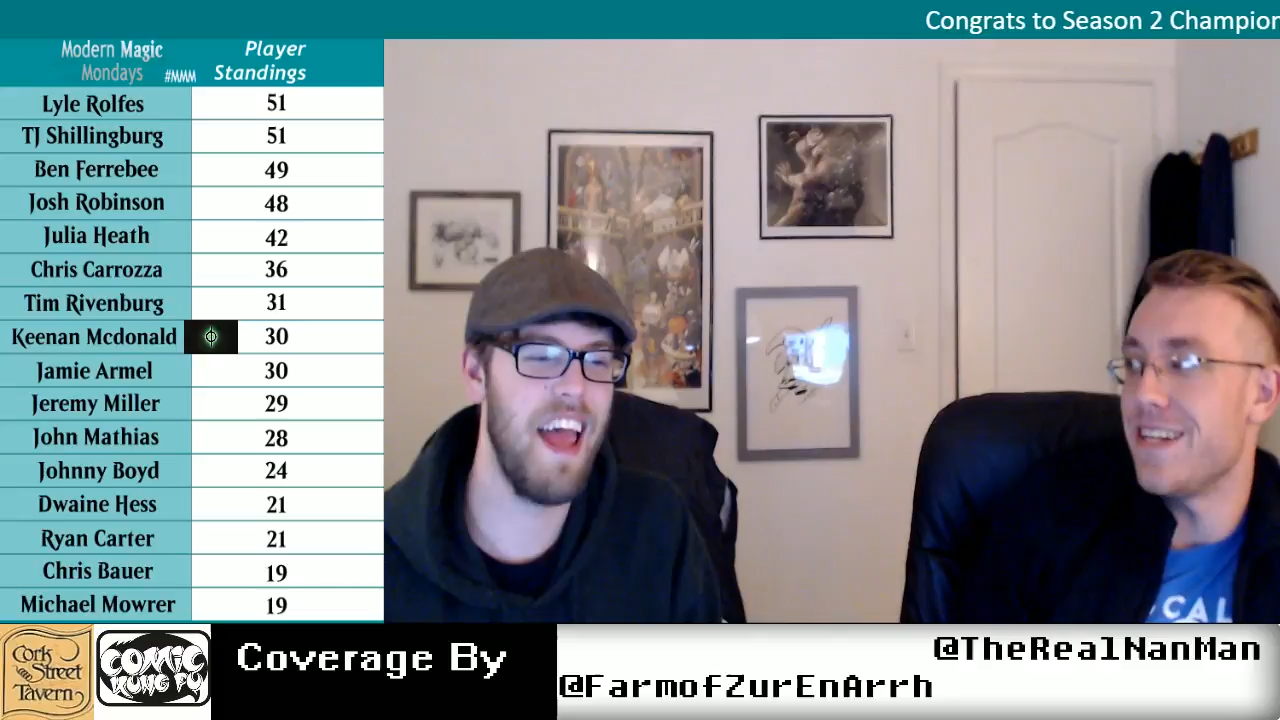 Congrats to Season 2 Champion
Modern Magic
Mondays #MMM
Player
Standings
Lyle Rolfes 51
TJ Shillingburg 51
Ben Ferrebee 49
Josh Robinson 48
Julia Heath 42
Chris Carrozza 36
Tim Rivenburg 31
Keenan Mcdonald 30
Jamie Armel 30
Jeremy Miller 29
John Mathias 28
Johnny Boyd 24
Dwaine Hess 21
Ryan Carter 21
Chris Bauer 19
Michael Mowrer 19
CAL
Cork
Street
Tavern
COMIC
KUNG FU
Coverage By
@TheRealNanMan
@FarmofZurEnArrh